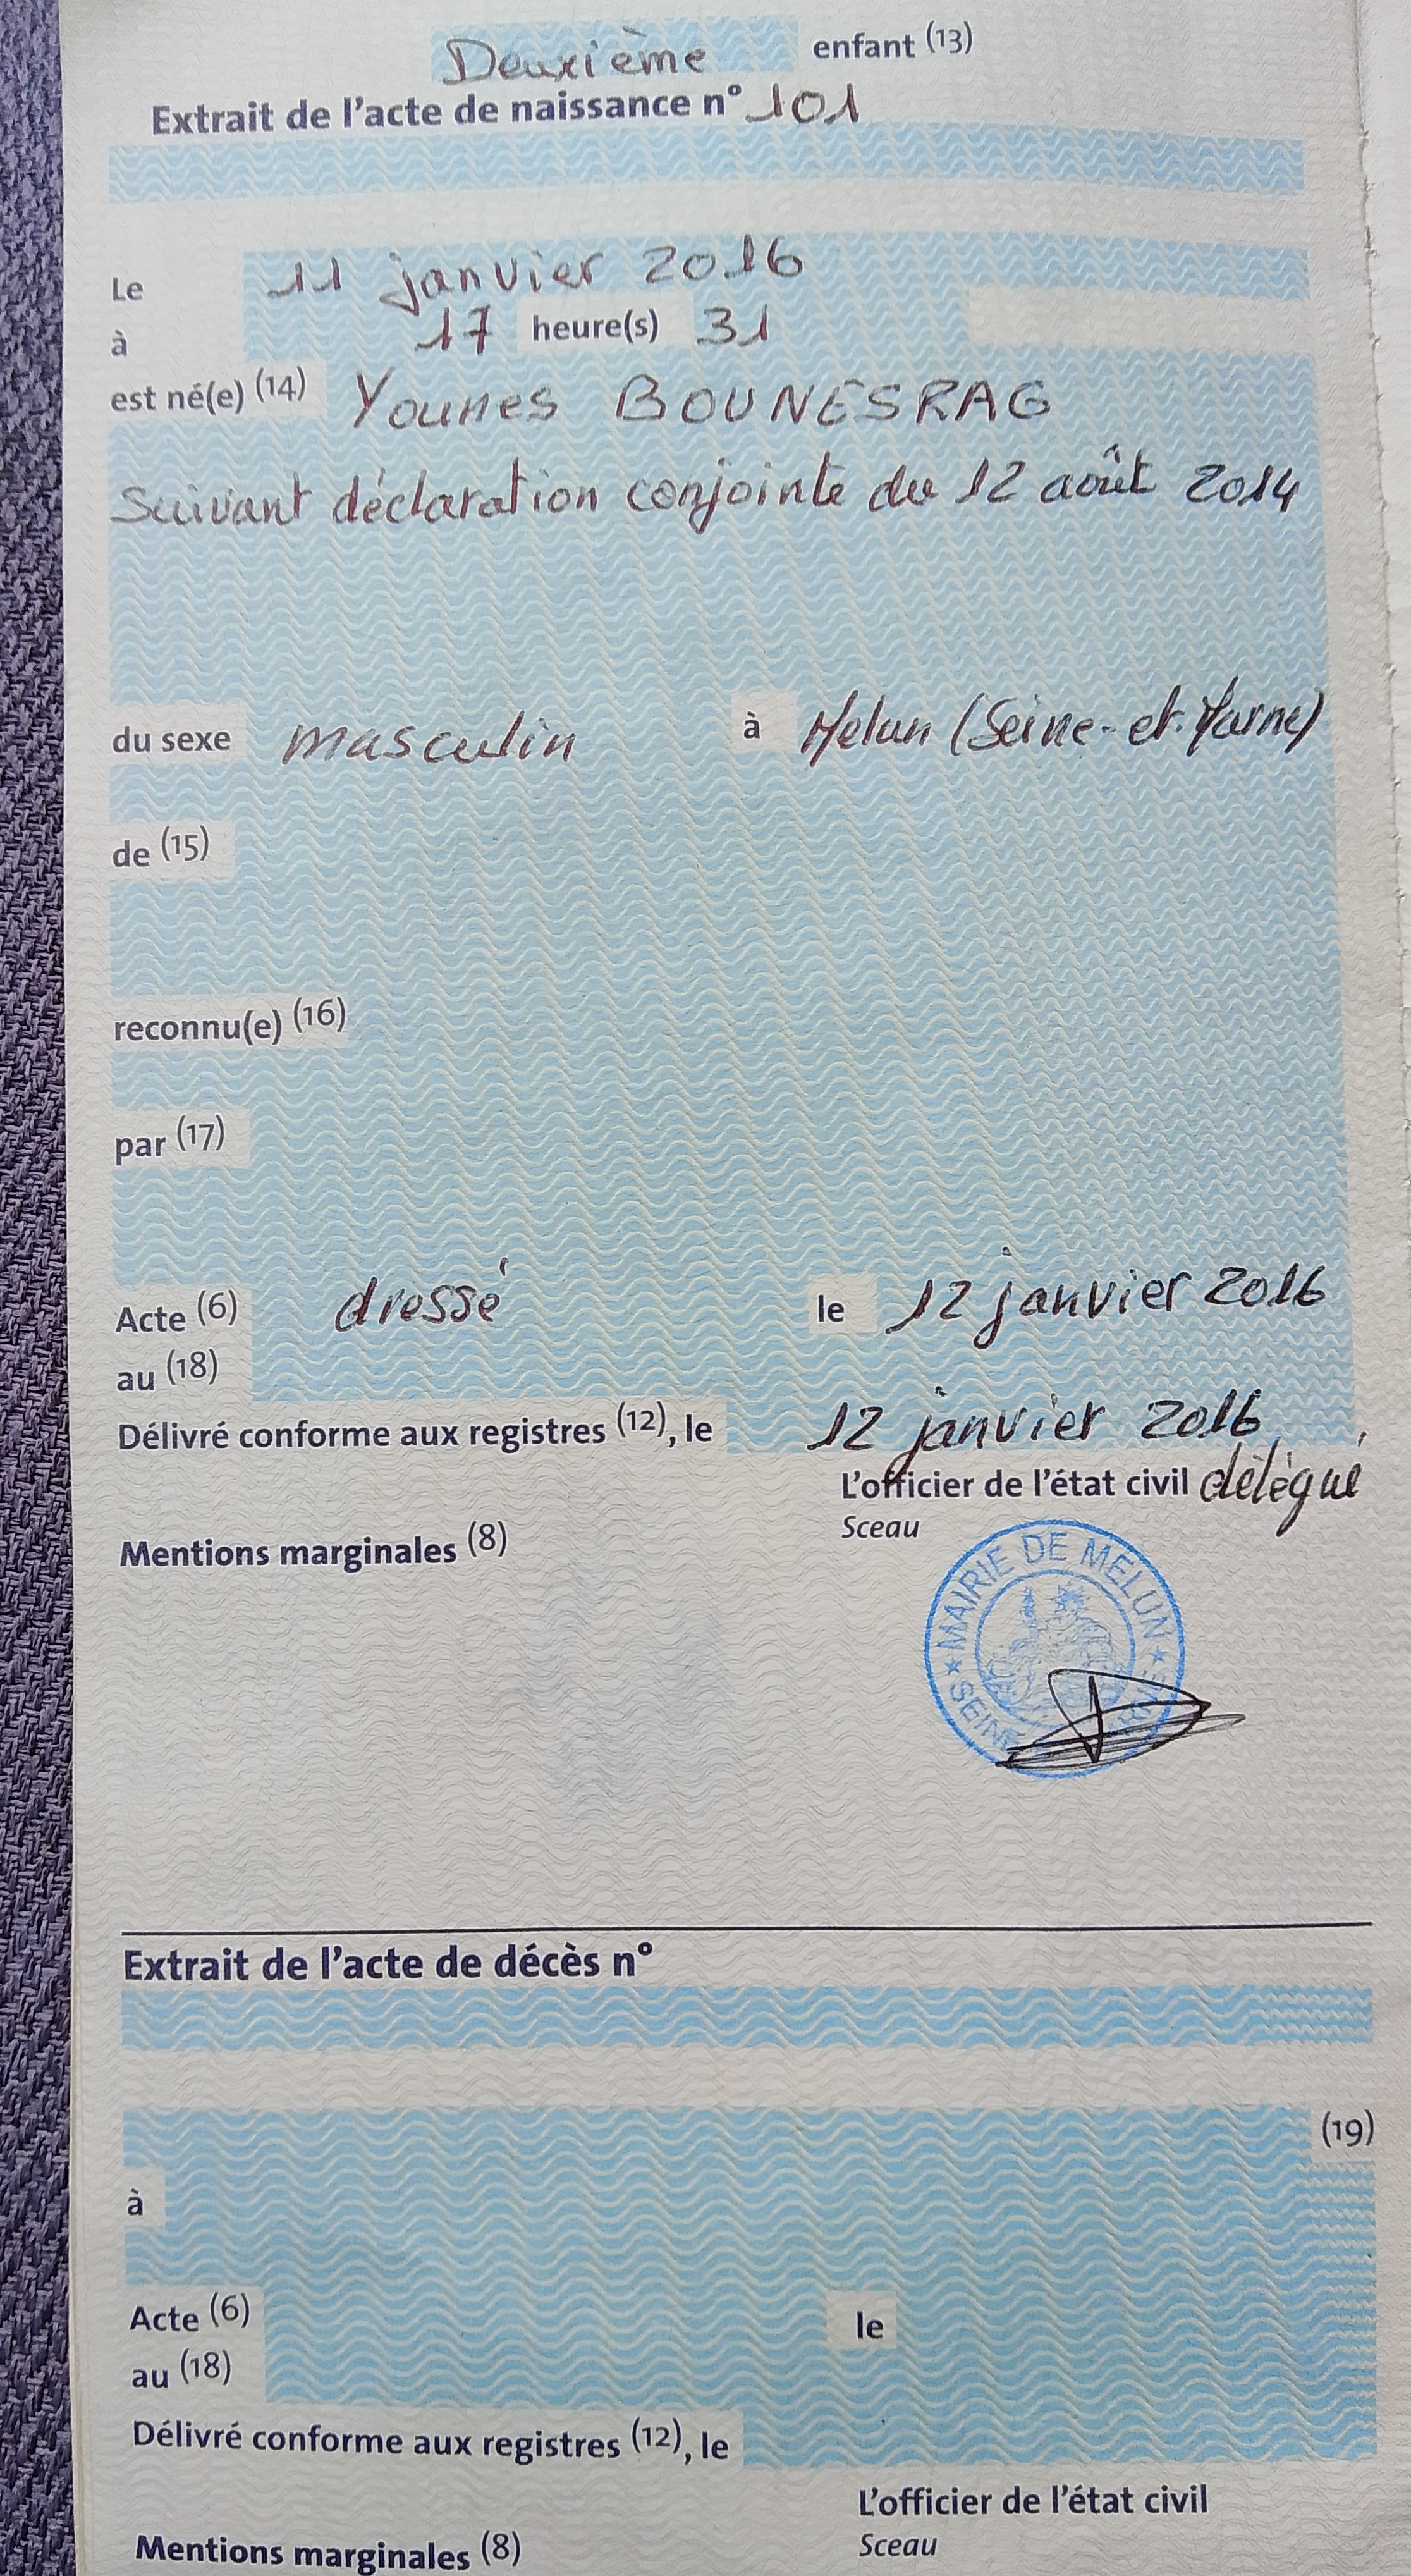 Deuxième enfant (13)
Extrait de l'acte de naissance n° 101
Le 11 janvier 2016
à 17 heure(s) 31
est né(e) (14) Younes BOUNESRAG
Suivant déclaration conjointe du 12 août 2014
du sexe masculin à Melun (Seine-et-Marne)
de (15)
reconnu(e) (16)
par (17)
Acte (6) dressé le 12 janvier 2016
au (18)
Délivré conforme aux registres (12), le 12 janvier 2016
L'officier de l'état civil délégué
Sceau
Mentions marginales (8)
MAIRIE DE MELUN
Extrait de l'acte de décès n°
(19)
à
Acte (6) le
au (18)
Délivré conforme aux registres (12), le
L'officier de l'état civil
Sceau
Mentions marginales (8)